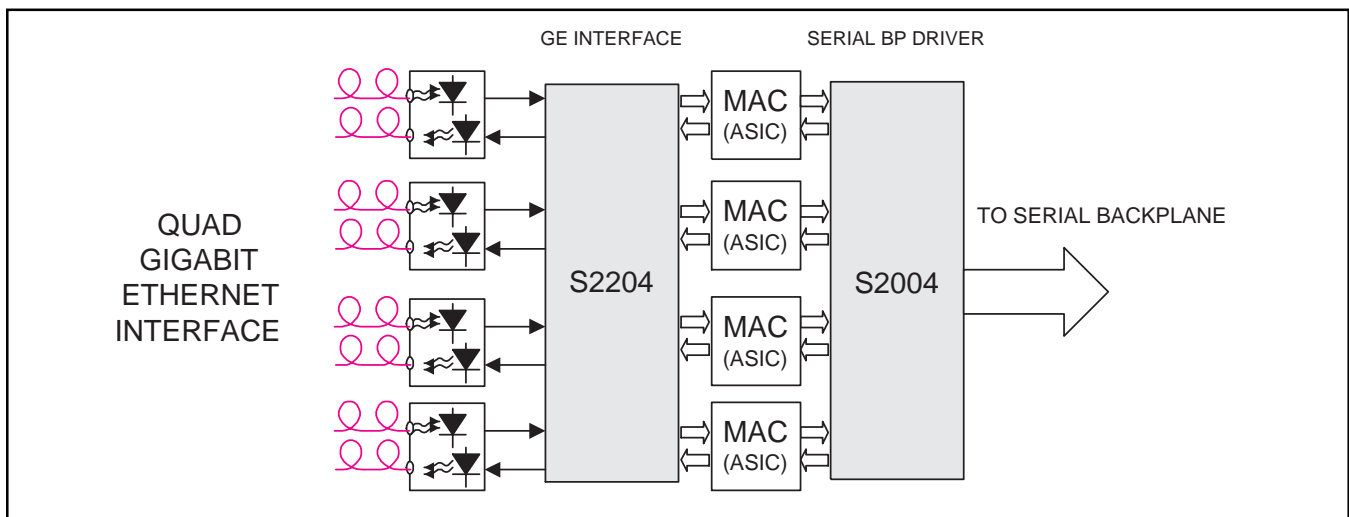 GE INTERFACE
SERIAL BP DRIVER
QUAD
GIGABIT
ETHERNET
INTERFACE
S2204
MAC
(ASIC)
MAC
(ASIC)
MAC
(ASIC)
MAC
(ASIC)
S2004
TO SERIAL BACKPLANE